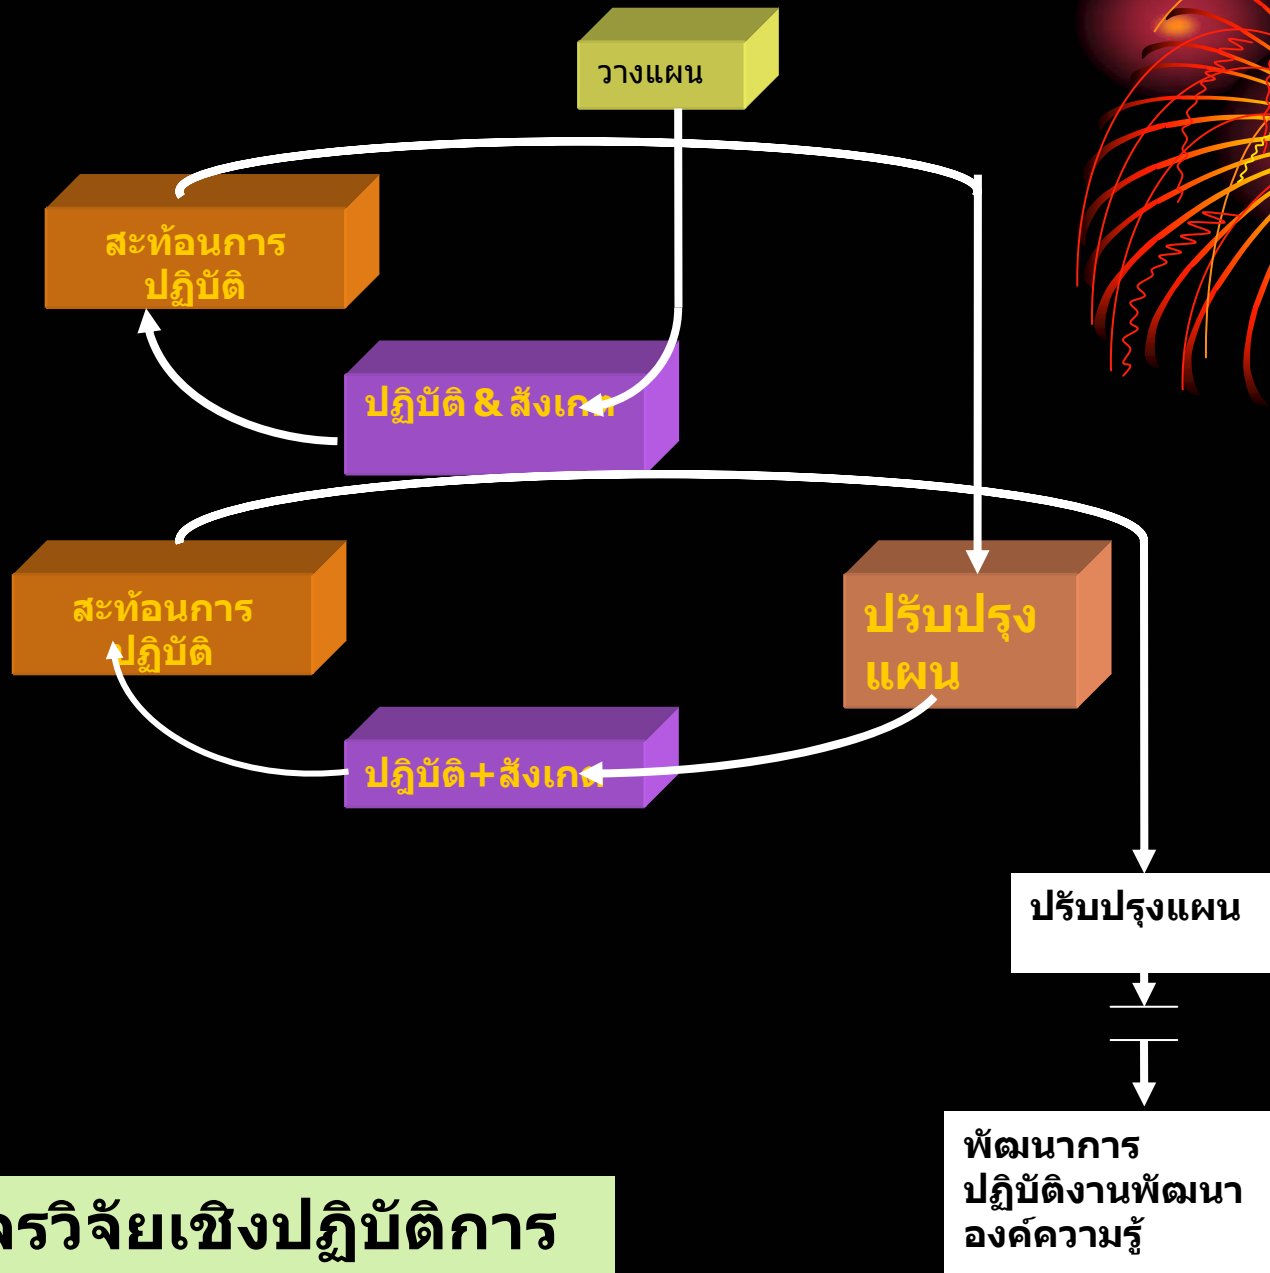 วางแผน
สะท้อนการ
ปฏิบัติ
ปฏิบัติ & สังเกต
สะท้อนการ
ปฏิบัติ
ปรับปรุง
แผน
ปฎิบัติ+สังเกต
ปรับปรุงแผน
พัฒนาการ
ปฏิบัติงานพัฒนา
องค์ความรู้
จรวิจัยเชิงปฏิบัติการ